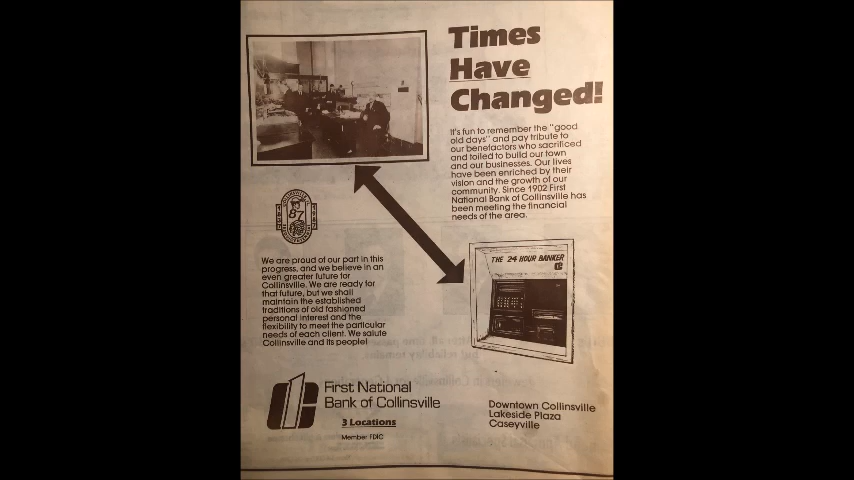 Times
Have
Changed!
It's fun to remember the "good
old days" and pay tribute to
our benefactors who sacrificed
and toiled to build our town
and our businesses. Our lives
have been enriched by their
vision and the growth of our
community. Since 1902 First
National Bank of Collinsville has
been meeting the financial
needs of the area.
87
We are proud of our part in this
progress, and we believe in an
even greater future for
Collinsville. We are ready for
that future, but we shall
maintain the established
traditions of old fashioned
personal interest and the
flexibility to meet the particular
needs of each client. We salute
Collinsville and its people!
THE 24 HOUR BANKER
First National
Bank of Collinsville
3 Locations
Member FDIC
Downtown Collinsville
Lakeside Plaza
Caseyville